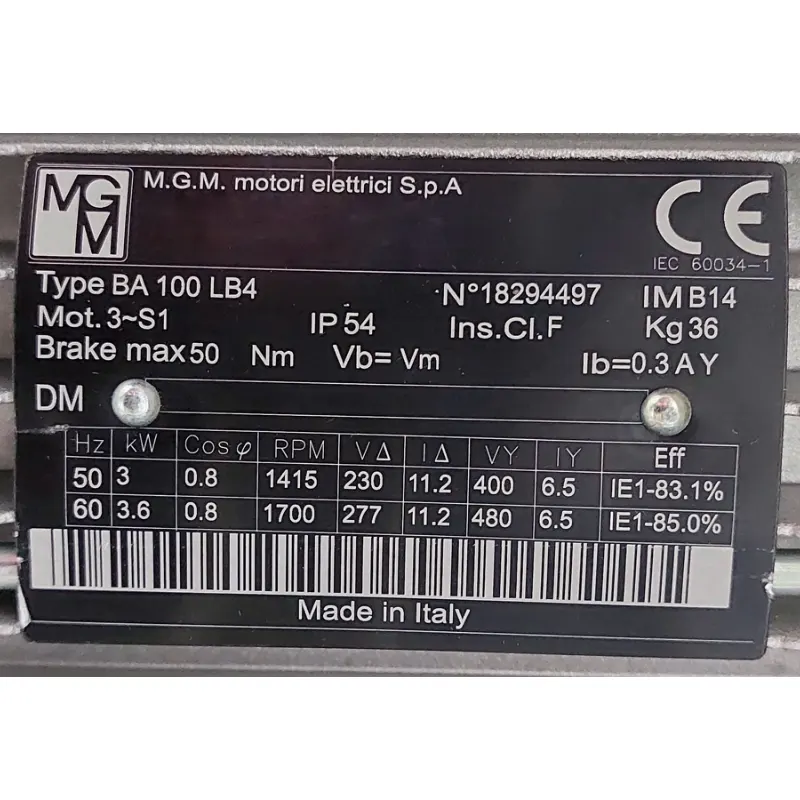 MGM
M.G.M. motori elettrici S.p.A
CE
IEC 60034-1
Type BA 100 LB4 N°18294497 IM B14
Mot. 3~S1 IP 54 Ins.Cl. F Kg 36
Brake max 50 Nm Vb= Vm Ib=0.3 A Y
DM
Hz kW Cos φ RPM V Δ I Δ VY IY Eff
50 3 0.8 1415 230 11.2 400 6.5 IE1-83.1%
60 3.6 0.8 1700 277 11.2 480 6.5 IE1-85.0%
Made in Italy